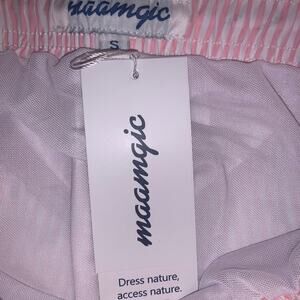 maamgic
S
maamgic
Dress nature,
access nature.